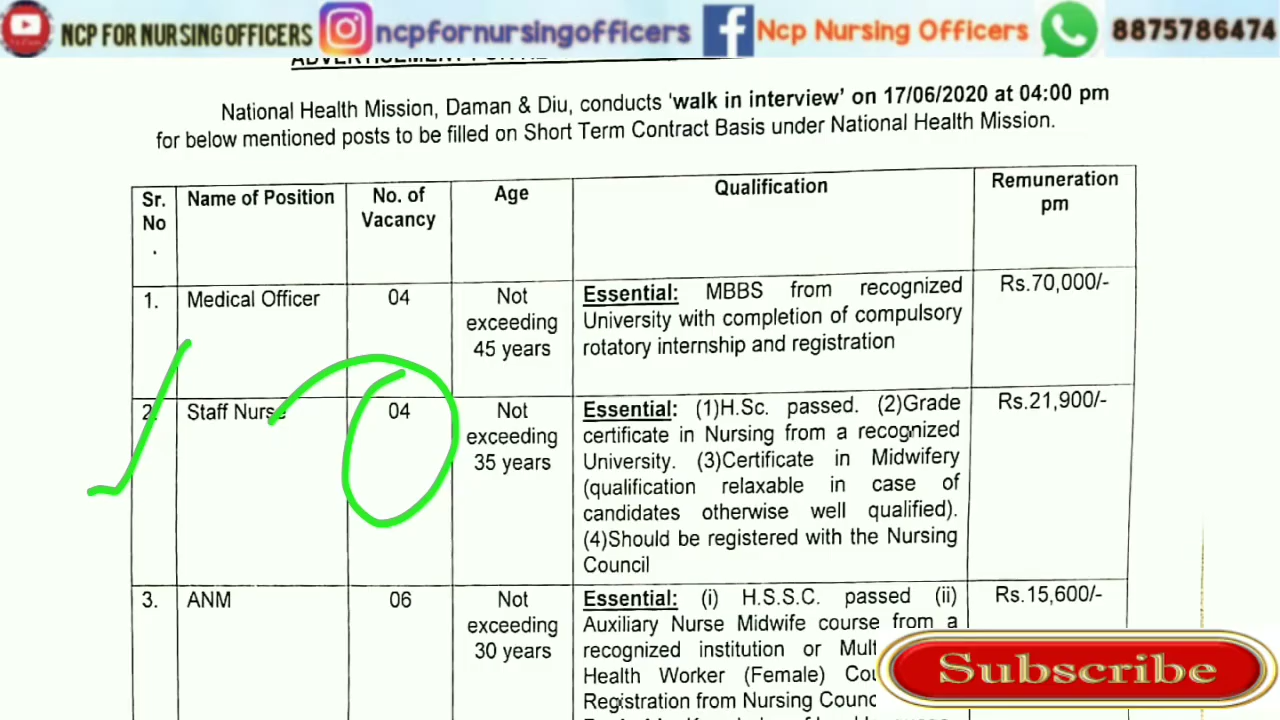 NCP FOR NURSING OFFICERS ncpfornursingofficers Ncp Nursing Officers 8875786474
National Health Mission, Daman & Diu, conducts 'walk in interview' on 17/06/2020 at 04:00 pm
for below mentioned posts to be filled on Short Term Contract Basis under National Health Mission.
Sr. No . Name of Position No. of Vacancy Age Qualification Remuneration pm
1. Medical Officer 04 Not exceeding 45 years
Essential: MBBS from recognized
University with completion of compulsory
rotatory internship and registration
Rs.70,000/-
2. Staff Nurse 04 Not exceeding 35 years
Essential: (1)H.Sc. passed. (2)Grade
certificate in Nursing from a recognized
University. (3)Certificate in Midwifery
(qualification relaxable in case of
candidates otherwise well qualified).
(4)Should be registered with the Nursing
Council
Rs.21,900/-
3. ANM 06 Not exceeding 30 years
Essential: (i) H.S.S.C. passed (ii)
Auxiliary Nurse Midwife course from a
recognized institution or
Health Worker (Female)
Registration from Nursing
Rs.15,600/-
Subscribe